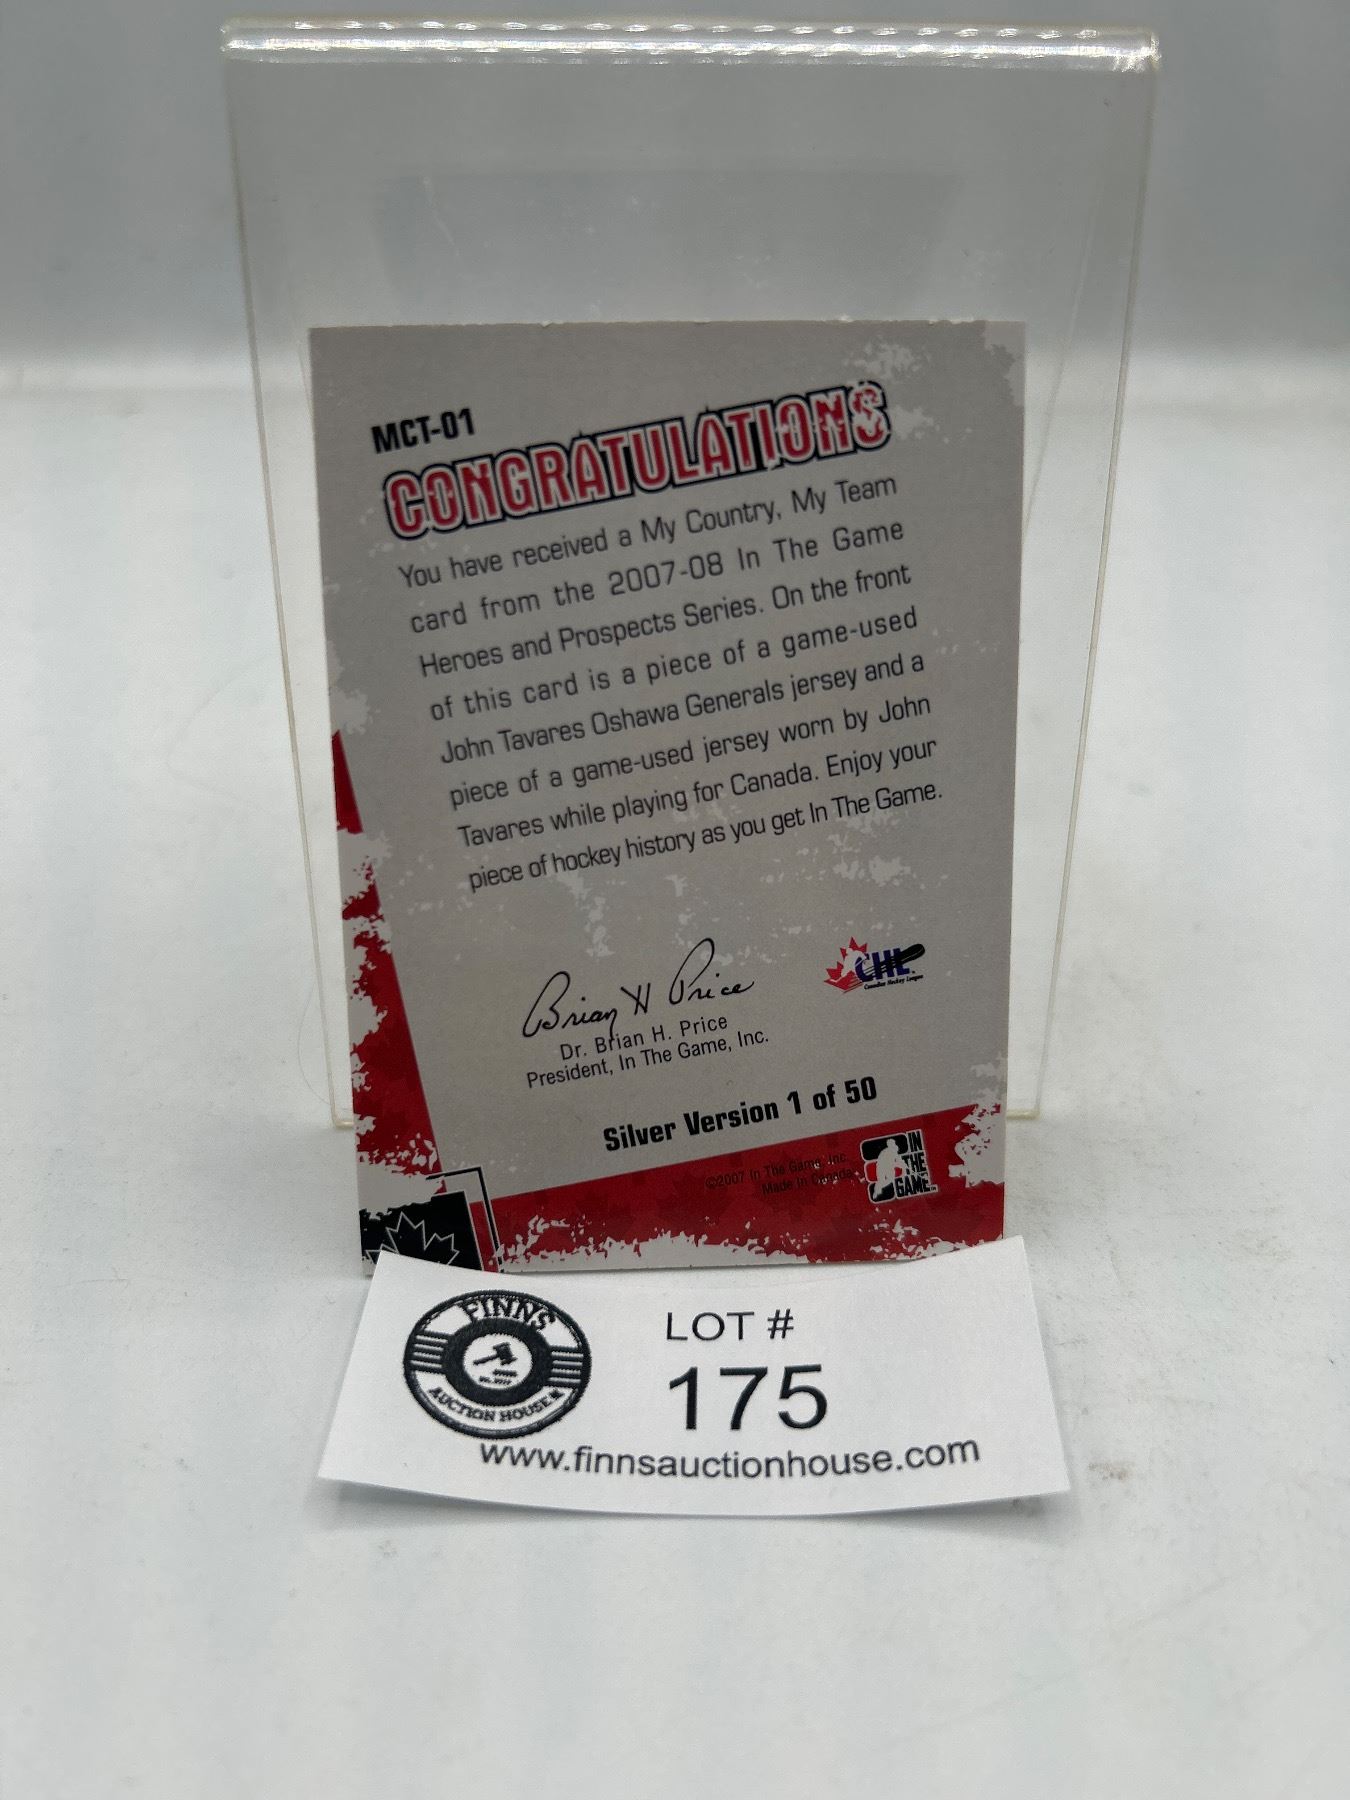 MCT-01
CONGRATULATIONS
You have received a My Country, My Team
card from the 2007-08 In The Game
Heroes and Prospects Series. On the front
of this card is a piece of a game-used
John Tavares Oshawa Generals jersey and a
piece of a game-used jersey worn by John
Tavares while playing for Canada. Enjoy your
piece of hockey history as you get In The Game.
Brian H Price
CHL
Canadian Hockey League
Dr. Brian H. Price
President, In The Game, Inc.
Silver Version 1 of 50
©2007 In The Game, Inc.
Made In Canada
IN
THE
GAME
FINNS
AUCTION HOUSE
LOT #
175
www.finnsauctionhouse.com